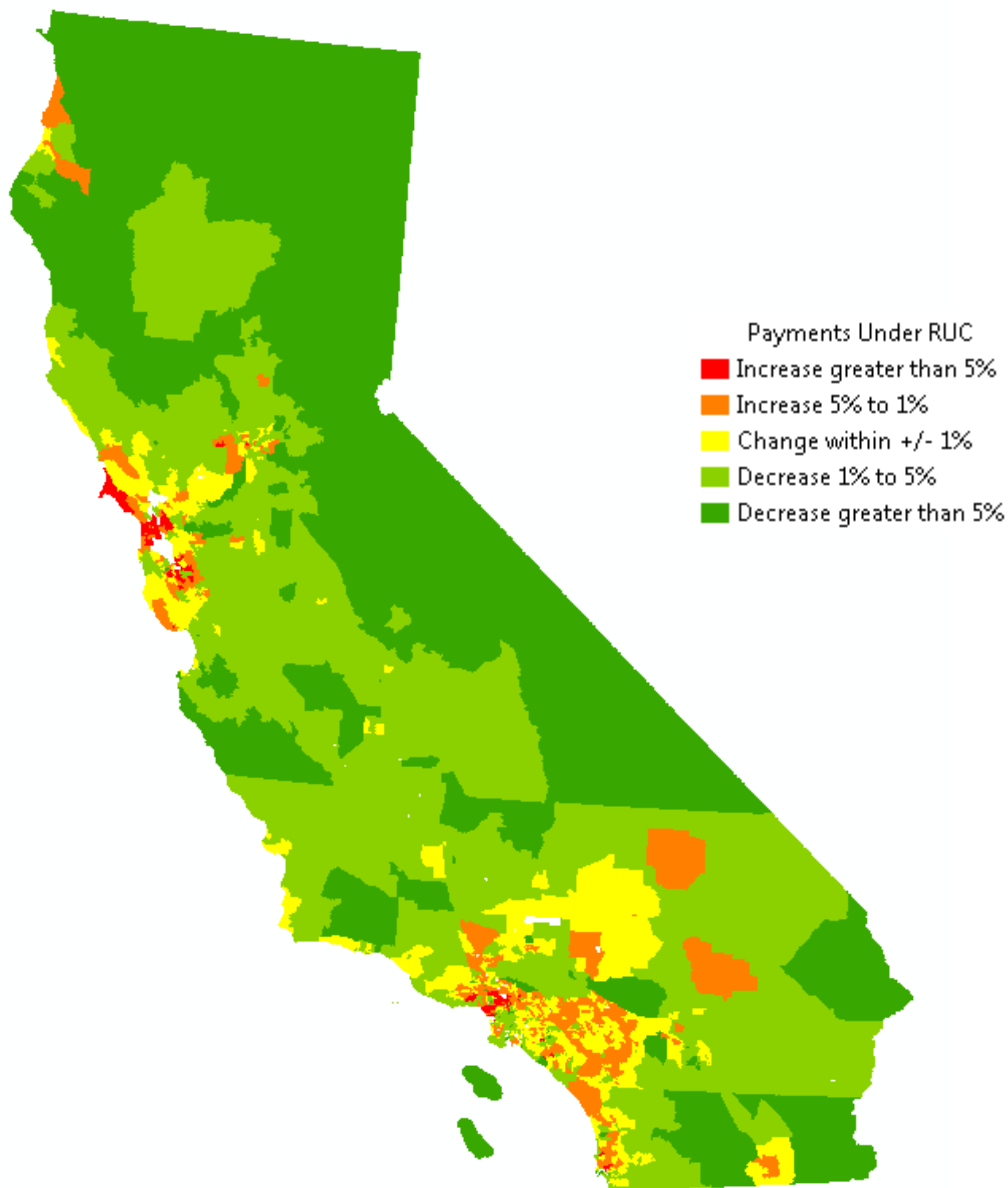 Payments Under RUC
Increase greater than 5%
Increase 5% to 1%
Change within +/- 1%
Decrease 1% to 5%
Decrease greater than 5%